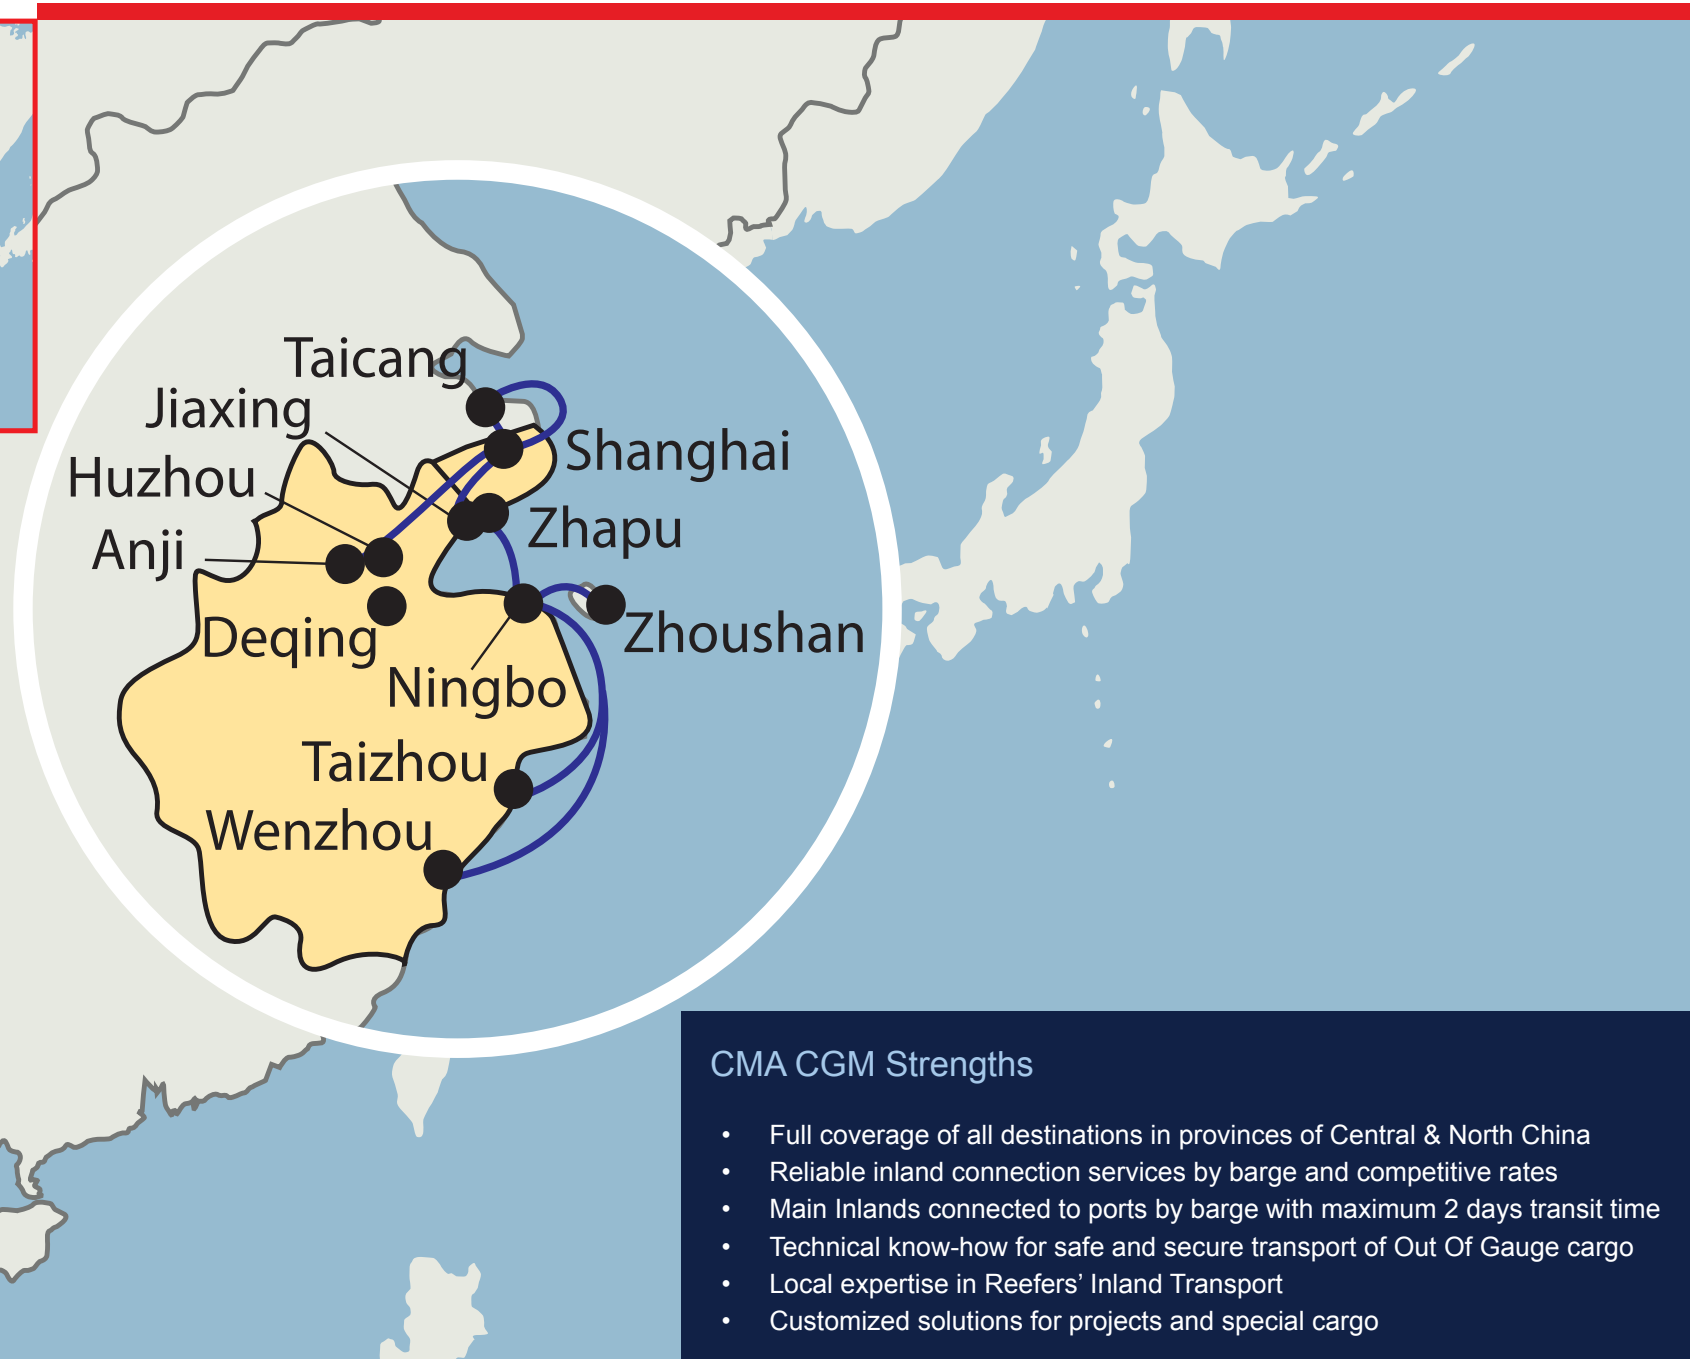 Taicang
Jiaxing
Shanghai
Huzhou
Zhapu
Anji
Deqing
Zhoushan
Ningbo
Taizhou
Wenzhou
CMA CGM Strengths
• Full coverage of all destinations in provinces of Central & North China
• Reliable inland connection services by barge and competitive rates
• Main Inlands connected to ports by barge with maximum 2 days transit time
• Technical know-how for safe and secure transport of Out Of Gauge cargo
• Local expertise in Reefers’ Inland Transport
• Customized solutions for projects and special cargo